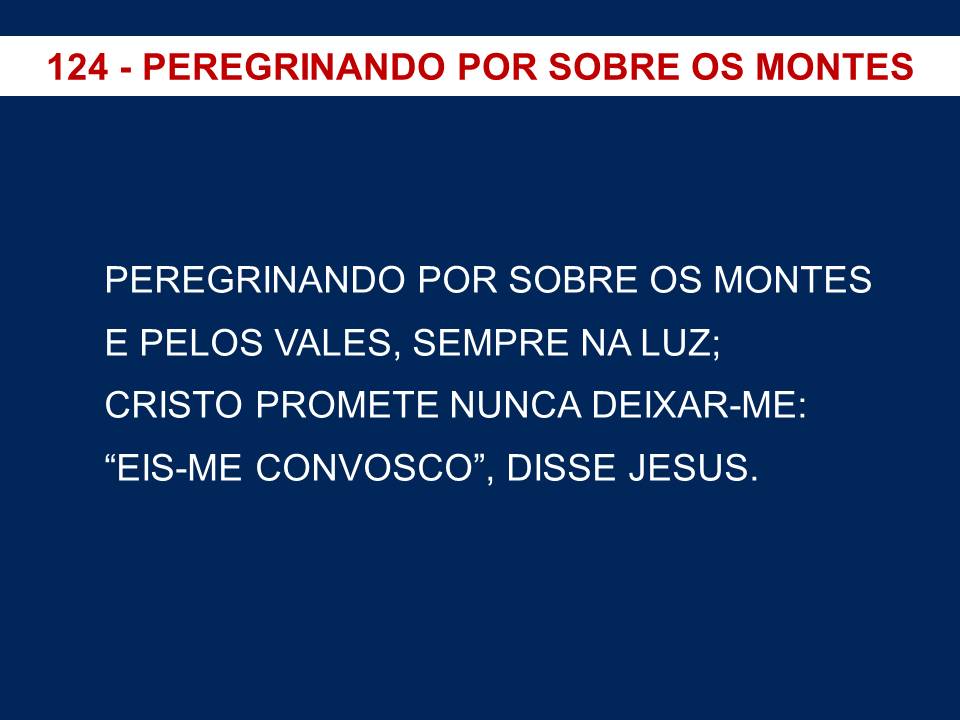 124 - PEREGRINANDO POR SOBRE OS MONTES
PEREGRINANDO POR SOBRE OS MONTES
E PELOS VALES, SEMPRE NA LUZ;
CRISTO PROMETE NUNCA DEIXAR-ME:
“EIS-ME CONVOSCO”, DISSE JESUS.